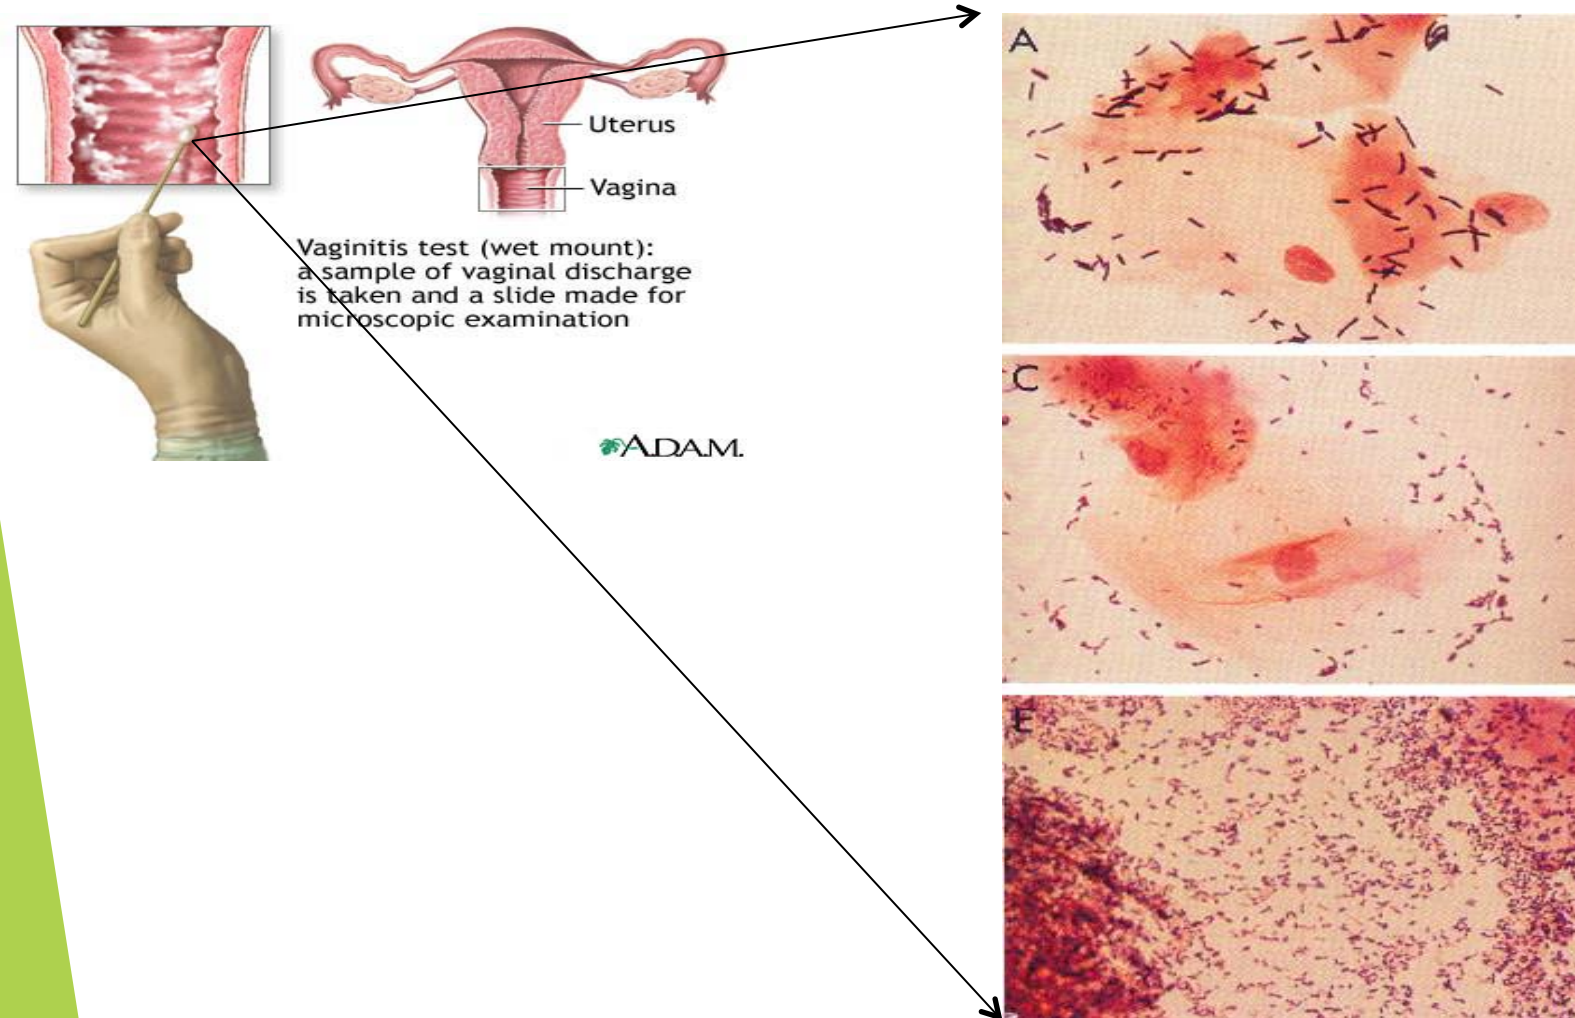 Uterus
Vagina
Vaginitis test (wet mount):
a sample of vaginal discharge
is taken and a slide made for
microscopic examination
A.D.A.M.
A
C
E